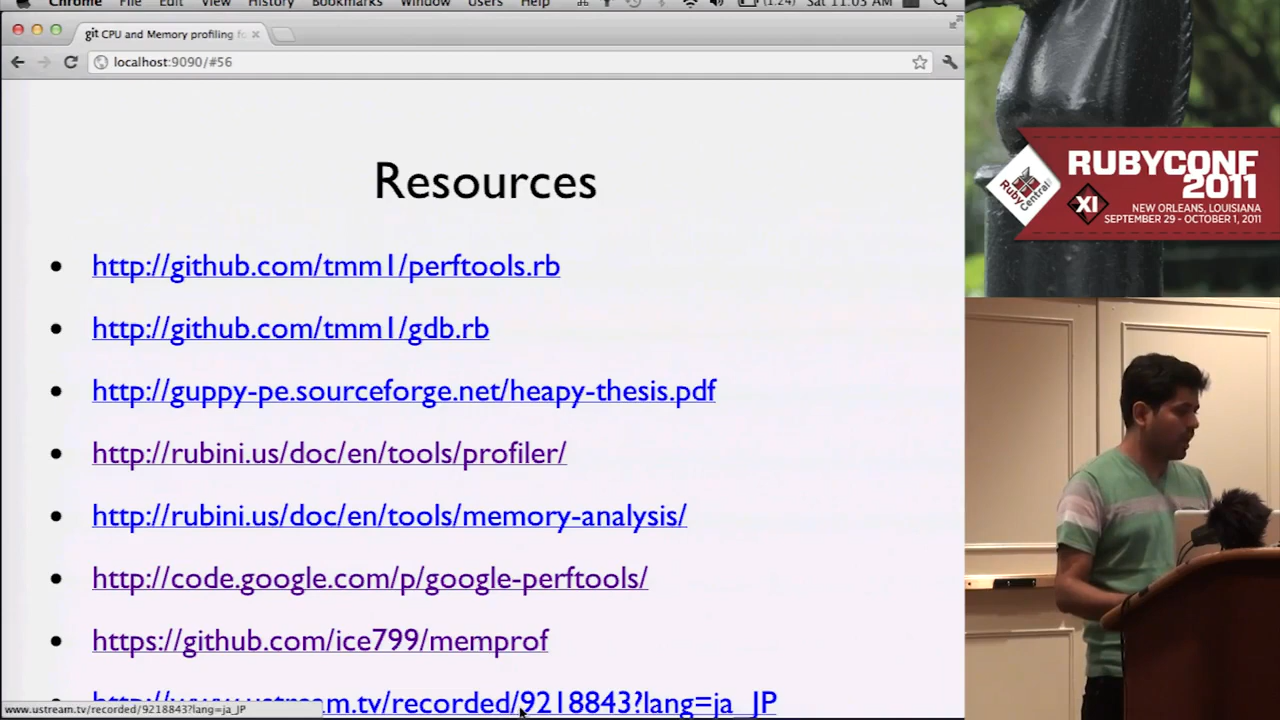 Chrome File Edit View History Bookmarks Window Users Help (1:24) Sat 11:03 AM
git CPU and Memory profiling fo
localhost:9090/#56
Resources
http://github.com/tmm1/perftools.rb
http://github.com/tmm1/gdb.rb
http://guppy-pe.sourceforge.net/heapy-thesis.pdf
http://rubini.us/doc/en/tools/profiler/
http://rubini.us/doc/en/tools/memory-analysis/
http://code.google.com/p/google-perftools/
https://github.com/ice799/memprof
http://www.ustream.tv/recorded/9218843?lang=ja_JP
www.ustream.tv/recorded/9218843?lang=ja_JP
RUBYCONF
2011
NEW ORLEANS, LOUISIANA
SEPTEMBER 29 - OCTOBER 1, 2011
RubyCentral
XI